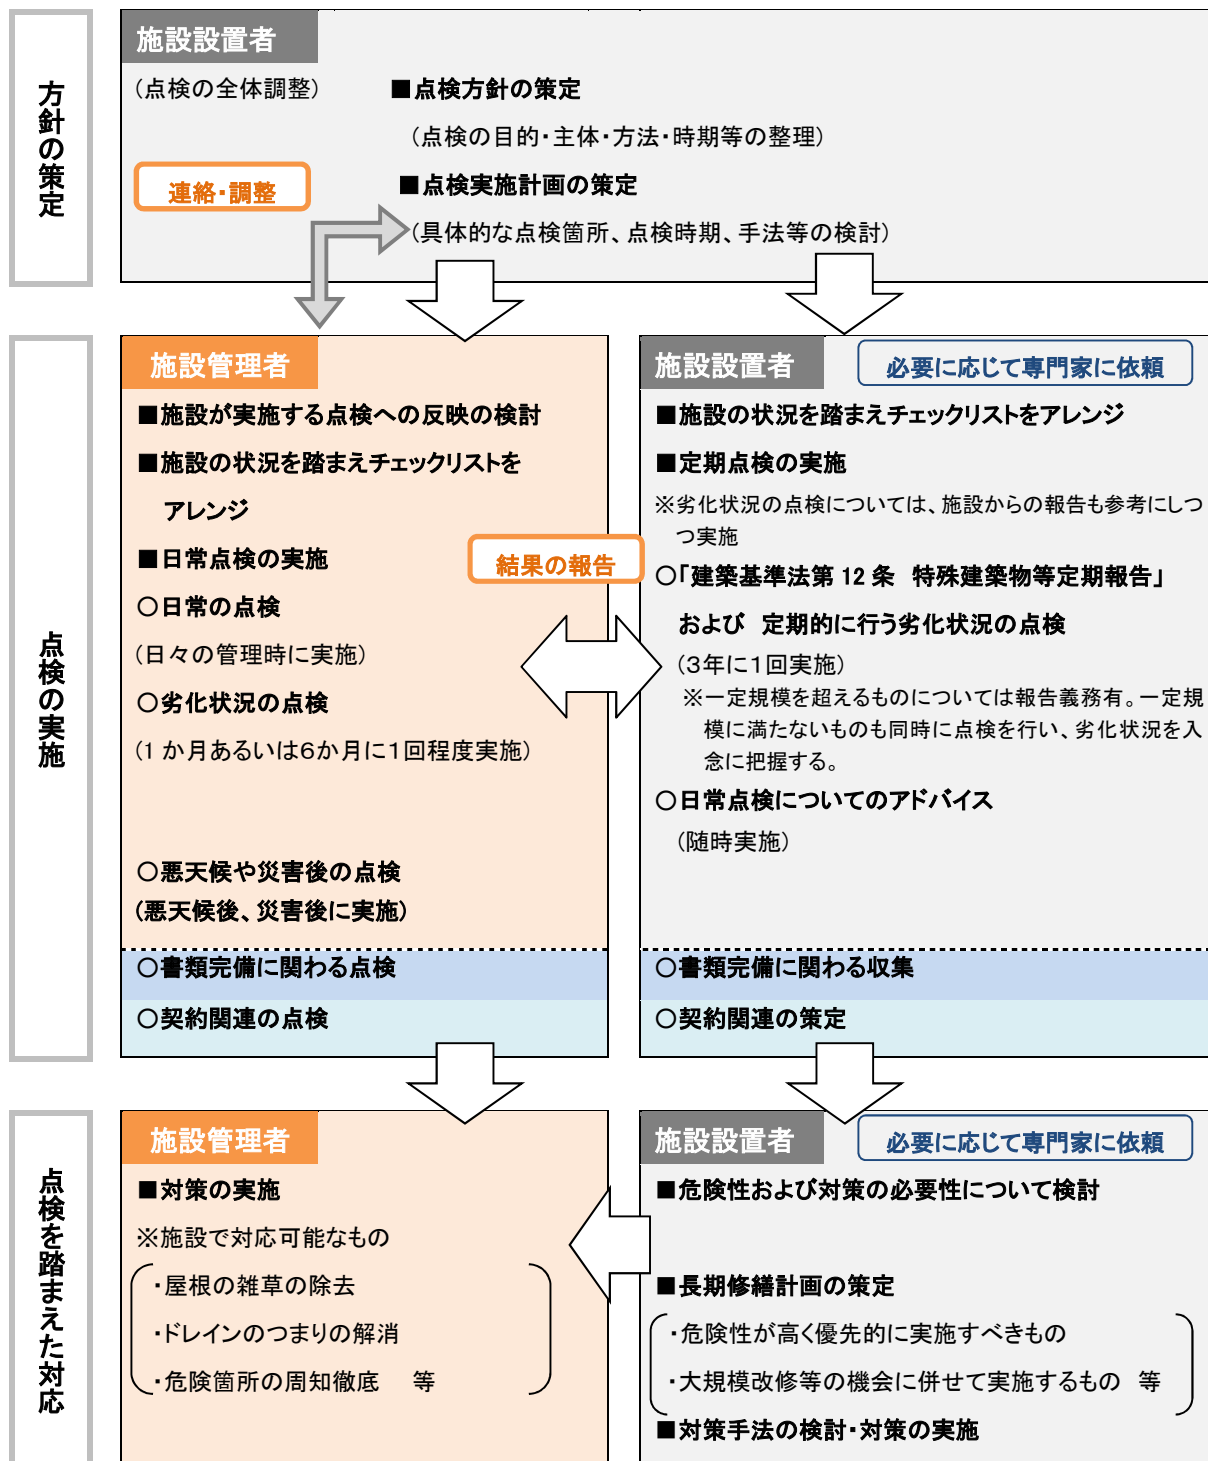 方針の策定
施設設置者
(点検の全体調整)
■点検方針の策定
(点検の目的・主体・方法・時期等の整理)
連絡・調整
■点検実施計画の策定
(具体的な点検箇所、点検時期、手法等の検討)
点検の実施
施設管理者
■施設が実施する点検への反映の検討
■施設の状況を踏まえチェックリストを
アレンジ
■日常点検の実施
○日常の点検
(日々の管理時に実施)
○劣化状況の点検
(1か月あるいは6か月に1回程度実施)
○悪天候や災害後の点検
(悪天候後、災害後に実施)
○書類完備に関わる点検
○契約関連の点検
結果の報告
施設設置者
必要に応じて専門家に依頼
■施設の状況を踏まえチェックリストをアレンジ
■定期点検の実施
※劣化状況の点検については、施設からの報告も参考にしつ
つ実施
○「建築基準法第 12 条 特殊建築物等定期報告」
および 定期的に行う劣化状況の点検
(3年に1回実施)
※一定規模を超えるものについては報告義務有。一定規
模に満たないものも同時に点検を行い、劣化状況を入
念に把握する。
○日常点検についてのアドバイス
(随時実施)
○書類完備に関わる収集
○契約関連の策定
点検を踏まえた対応
施設管理者
■対策の実施
※施設で対応可能なもの
・屋根の雑草の除去
・ドレインのつまりの解消
・危険箇所の周知徹底 等
施設設置者
必要に応じて専門家に依頼
■危険性および対策の必要性について検討
■長期修繕計画の策定
・危険性が高く優先的に実施すべきもの
・大規模改修等の機会に併せて実施するもの 等
■対策手法の検討・対策の実施